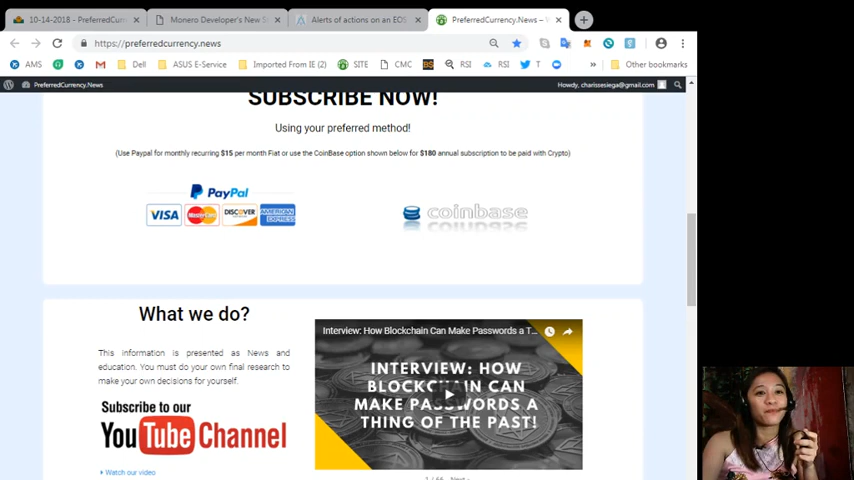 10-14-2018 - PreferredCurr
Monero Developer's New S
Alerts of actions on an EOS
PreferredCurrency.News – 
https://preferredcurrency.news
AMS
Dell
ASUS E-Service
Imported From IE (2)
SITE
CMC
BS
RSI
RSI
T
»
Other bookmarks
PreferredCurrency.News
Howdy, charissesiega@gmail.com
SUBSCRIBE NOW!
Using your preferred method!
(Use Paypal for monthly recurring $15 per month Fiat or use the CoinBase option shown below for $180 annual subscription to be paid with Crypto)
PayPal
VISA MasterCard DISCOVER AMERICAN EXPRESS
coinbase
What we do?
This information is presented as News and
education. You must do your own final research to
make your own decisions for yourself.
Subscribe to our
YouTube Channel
Watch our video
Interview: How Blockchain Can Make Passwords a T...
INTERVIEW: HOW
BLOCKCHAIN CAN
MAKE PASSWORDS A
THING OF THE PAST!
1 / 66 Next